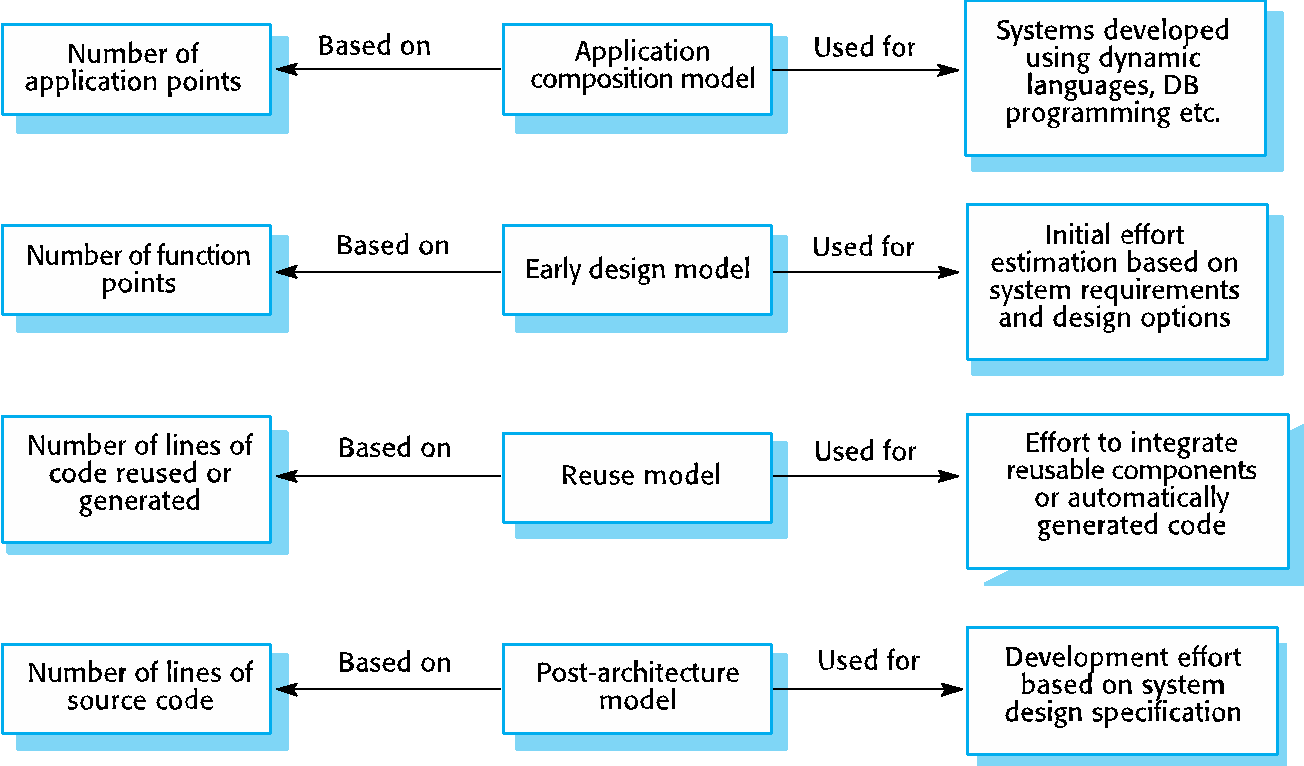 Number of
application points
Based on
Application
composition model
Used for
Systems developed
using dynamic
languages, DB
programming etc.
Number of function
points
Based on
Early design model
Used for
Initial effort
estimation based on
system requirements
and design options
Number of lines of
code reused or
generated
Based on
Reuse model
Used for
Effort to integrate
reusable components
or automatically
generated code
Number of lines of
source code
Based on
Post-architecture
model
Used for
Development effort
based on system
design specification